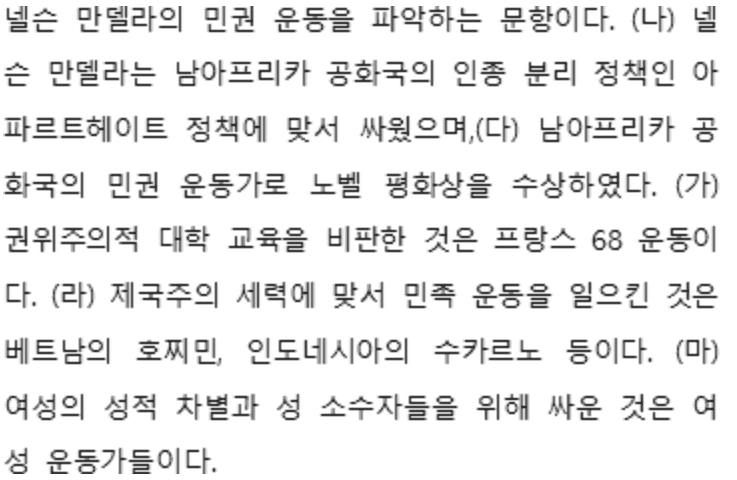 넬슨 만델라의 민권 운동을 파악하는 문항이다. (나) 넬
슨 만델라는 남아프리카 공화국의 인종 분리 정책인 아
파르트헤이트 정책에 맞서 싸웠으며,(다) 남아프리카 공
화국의 민권 운동가로 노벨 평화상을 수상하였다. (가)
권위주의적 대학 교육을 비판한 것은 프랑스 68 운동이
다. (라) 제국주의 세력에 맞서 민족 운동을 일으킨 것은
베트남의 호찌민, 인도네시아의 수카르노 등이다. (마)
여성의 성적 차별과 성 소수자들을 위해 싸운 것은 여
성 운동가들이다.